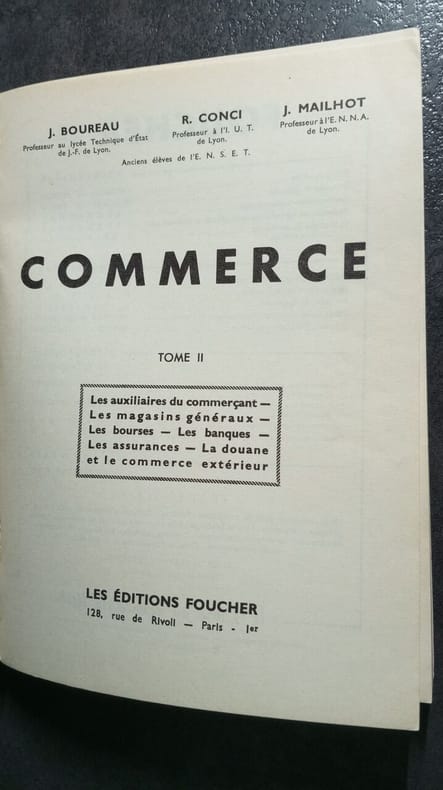 J. BOUREAU
Professeur au lycée Technique d'État
de J.-F. de Lyon.
R. CONCI
Professeur à l'I. U. T.
de Lyon.
J. MAILHOT
Professeur à l'E. N. N. A.
de Lyon.
Anciens élèves de l'E. N. S. E. T.
COMMERCE
TOME II
Les auxiliaires du commerçant —
Les magasins généraux —
Les bourses — Les banques —
Les assurances — La douane
et le commerce extérieur
LES ÉDITIONS FOUCHER
128, rue de Rivoli — Paris - 1er